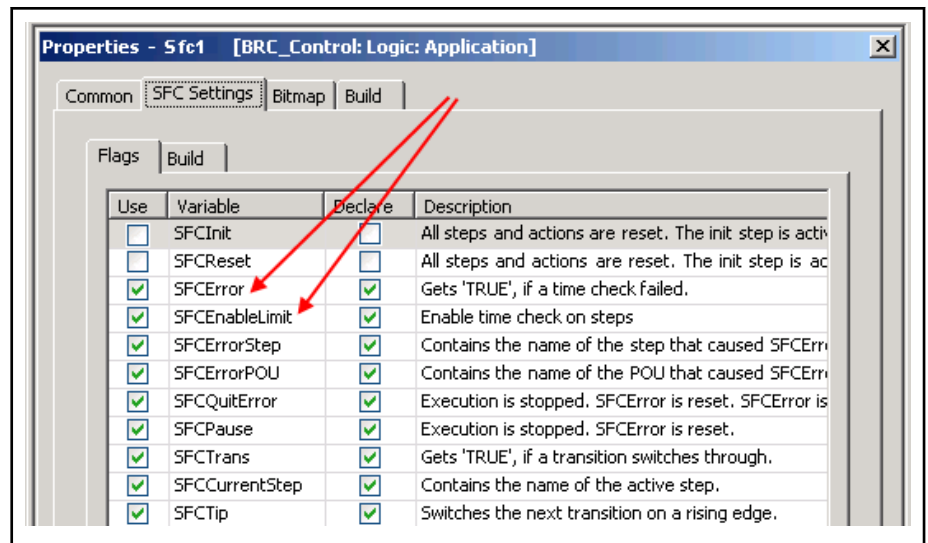 Properties - Sfc1 [BRC_Control: Logic: Application]
Common SFC Settings Bitmap Build
Flags Build
Use Variable Declare Description
SFCInit All steps and actions are reset. The init step is activ
SFCReset All steps and actions are reset. The init step is ac
SFCError Gets 'TRUE', if a time check failed.
SFCEnableLimit Enable time check on steps
SFCErrorStep Contains the name of the step that caused SFCErr
SFCErrorPOU Contains the name of the POU that caused SFCErr
SFCQuitError Execution is stopped. SFCError is reset. SFCError is
SFCPause Execution is stopped. SFCError is reset.
SFCTrans Gets 'TRUE', if a transition switches through.
SFCCurrentStep Contains the name of the active step.
SFCTip Switches the next transition on a rising edge.